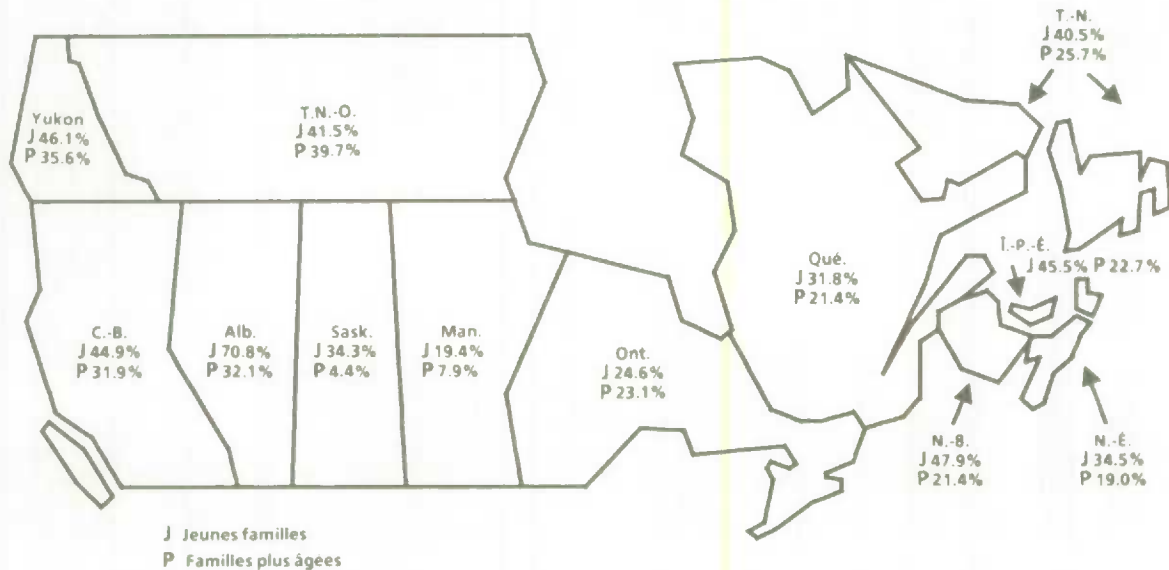 T.-N.
J 40.5%
P 25.7%
Yukon
J 46.1%
P 35.6%
T.N.-O.
J 41.5%
P 39.7%
C.-B.
J 44.9%
P 31.9%
Alb.
J 70.8%
P 32.1%
Sask.
J 34.3%
P 4.4%
Man.
J 19.4%
P 7.9%
Ont.
J 24.6%
P 23.1%
Qué.
J 31.8%
P 21.4%
Î.-P.-É.
J 45.5% P 22.7%
N.-B.
J 47.9%
P 21.4%
N.-É.
J 34.5%
P 19.0%
J Jeunes familles
P Familles plus âgées